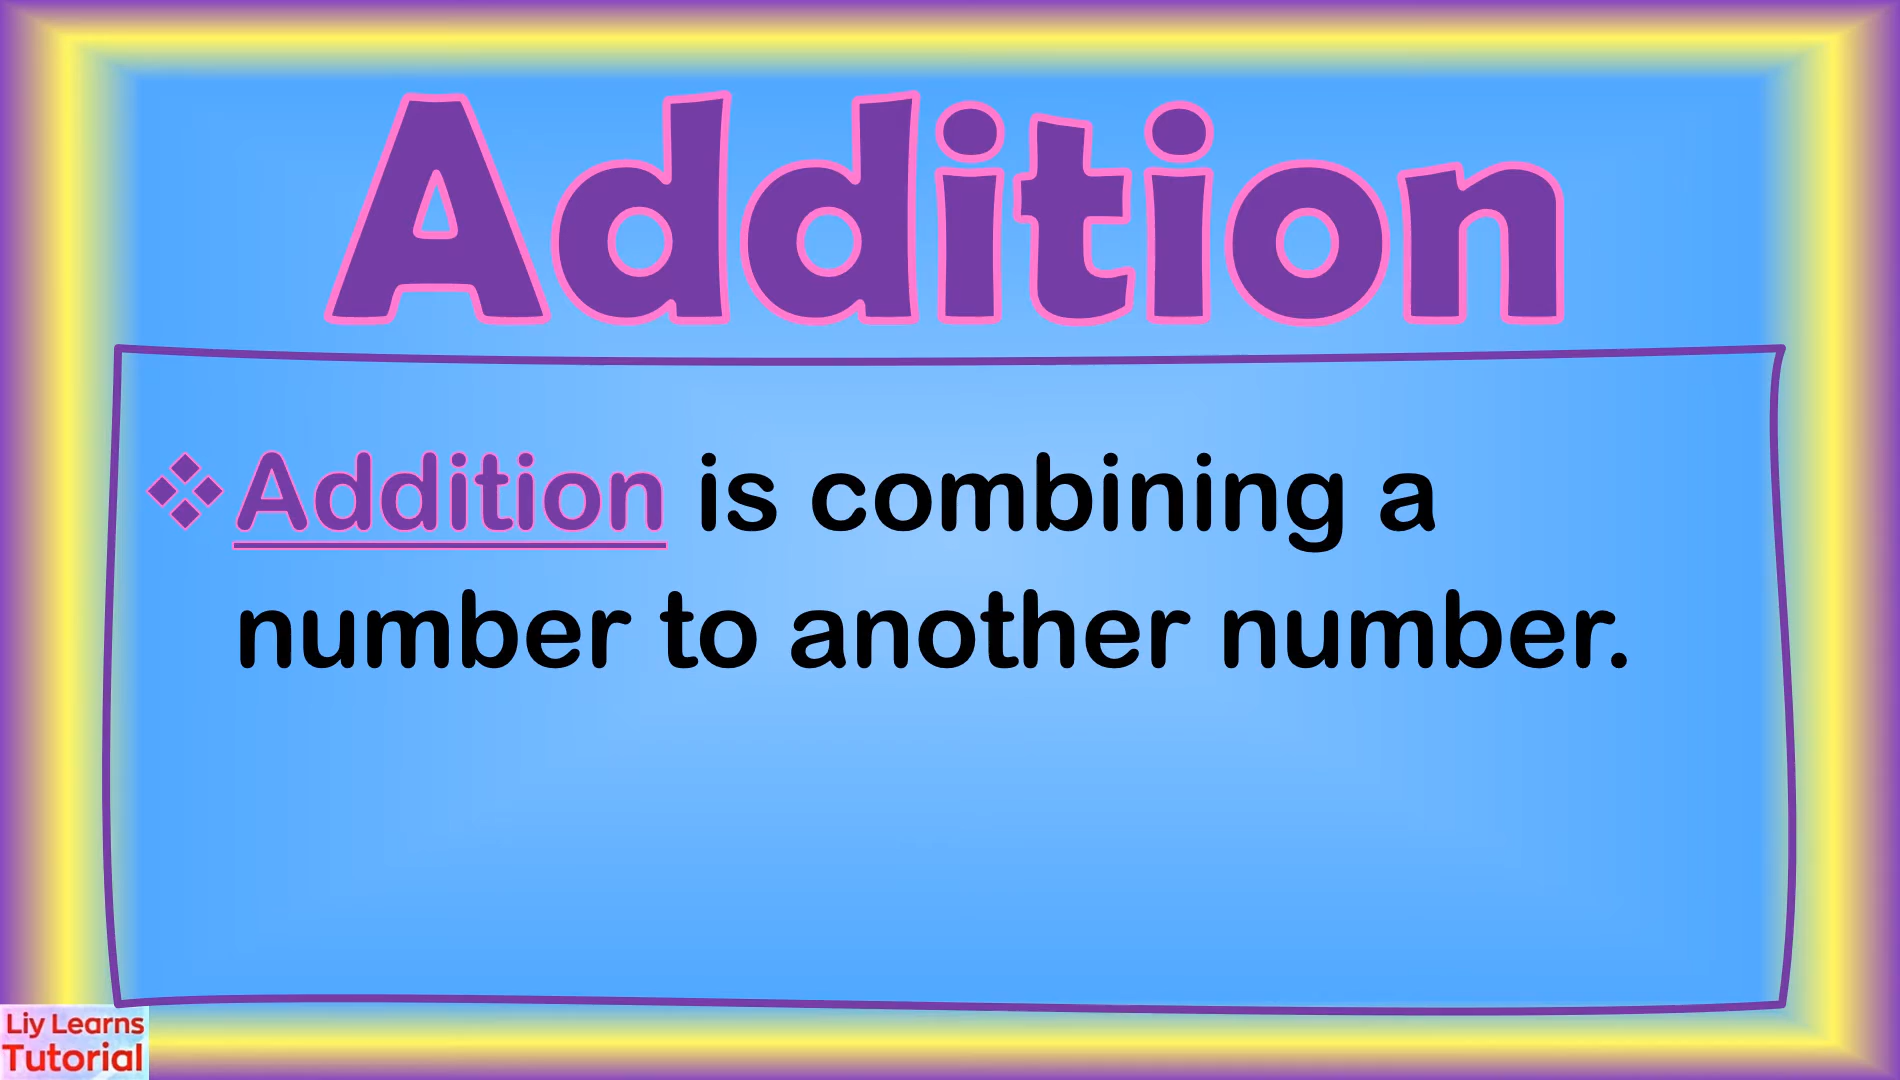 Addition
❖Addition is combining a
number to another number.
Liy Learns
Tutorial